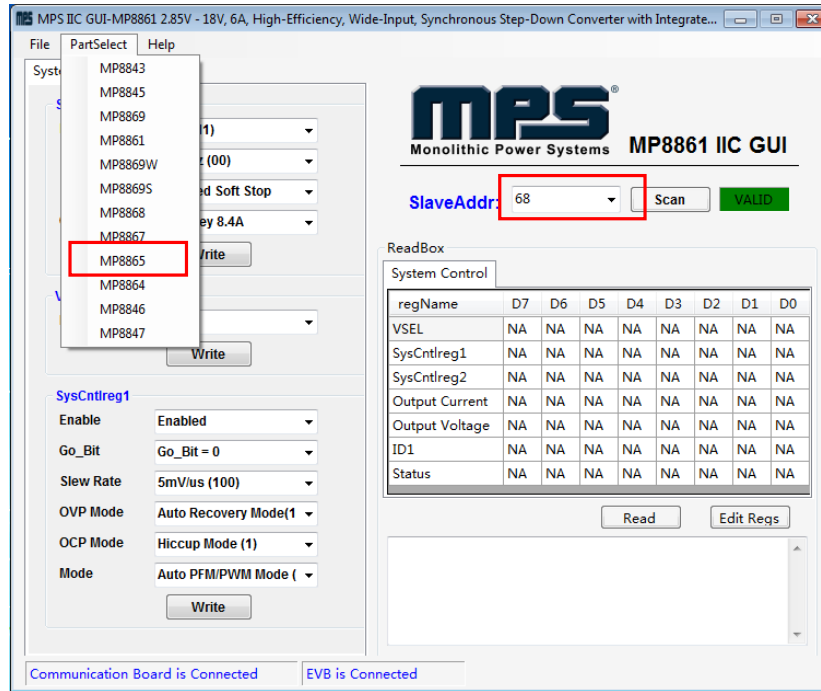 MPS IIC GUI-MP8861 2.85V - 18V, 6A, High-Efficiency, Wide-Input, Synchronous Step-Down Converter with Integrate...
File PartSelect Help
Syst
MP8843
MP8845
MP8869
MP8861
MP8869W
MP8869S
MP8868
MP8867
MP8865
MP8864
MP8846
MP8847
S
1)
(00)
ed Soft Stop
ey 8.4A
Write
V
Write
SysCntlreg1
Enable Enabled
Go_Bit Go_Bit = 0
Slew Rate 5mV/us (100)
OVP Mode Auto Recovery Mode(1
OCP Mode Hiccup Mode (1)
Mode Auto PFM/PWM Mode (
Write
mps®
Monolithic Power Systems MP8861 IIC GUI
SlaveAddr: 68 Scan VALID
ReadBox
System Control
regName D7 D6 D5 D4 D3 D2 D1 D0
VSEL NA NA NA NA NA NA NA NA
SysCntlreg1 NA NA NA NA NA NA NA NA
SysCntlreg2 NA NA NA NA NA NA NA NA
Output Current NA NA NA NA NA NA NA NA
Output Voltage NA NA NA NA NA NA NA NA
ID1 NA NA NA NA NA NA NA NA
Status NA NA NA NA NA NA NA NA
Read Edit Regs
Communication Board is Connected EVB is Connected